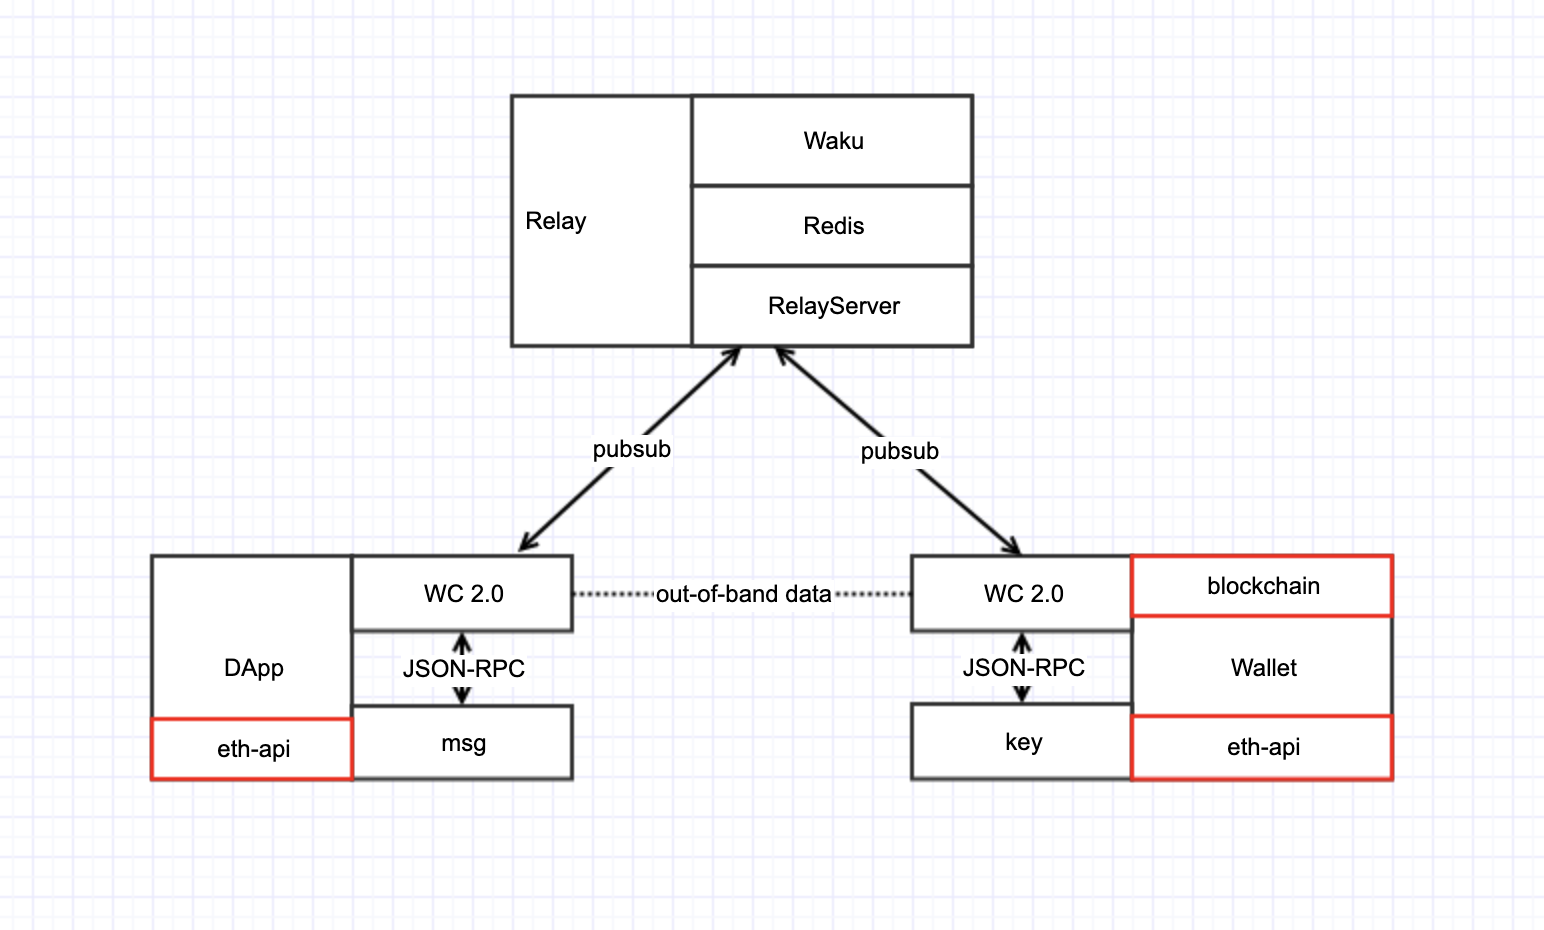 Waku
Relay
Redis
RelayServer
pubsub
pubsub
WC 2.0
out-of-band data
WC 2.0
blockchain
DApp
JSON-RPC
JSON-RPC
Wallet
eth-api
msg
key
eth-api